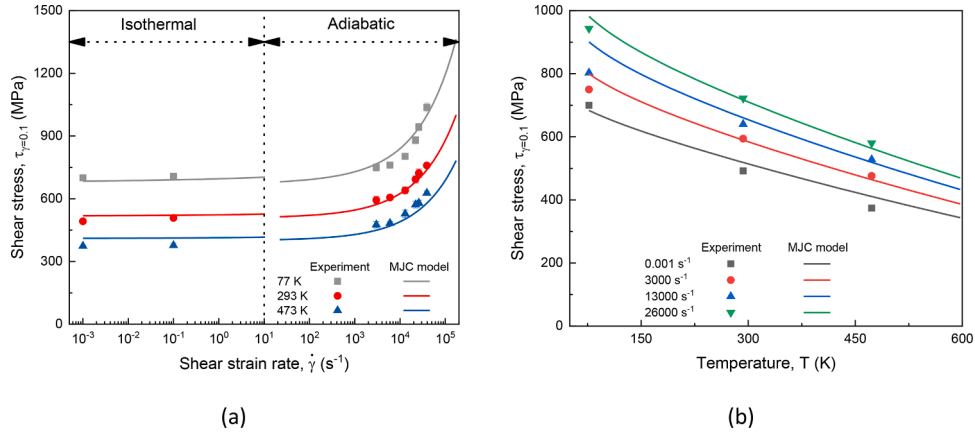 (a)
Isothermal Adiabatic
1500
1200
900
600
300
0
Shear stress, τγ=0.1 (MPa)
Experiment MJC model
77 K
293 K
473 K
10⁻³ 10⁻² 10⁻¹ 10⁰ 10¹ 10² 10³ 10⁴ 10⁵
Shear strain rate, γ̇ (s⁻¹)
(a)
(b)
1000
800
600
400
200
0
Shear stress, τγ=0.1 (MPa)
Experiment MJC model
0.001 s⁻¹
3000 s⁻¹
13000 s⁻¹
26000 s⁻¹
150 300 450 600
Temperature, T (K)
(b)